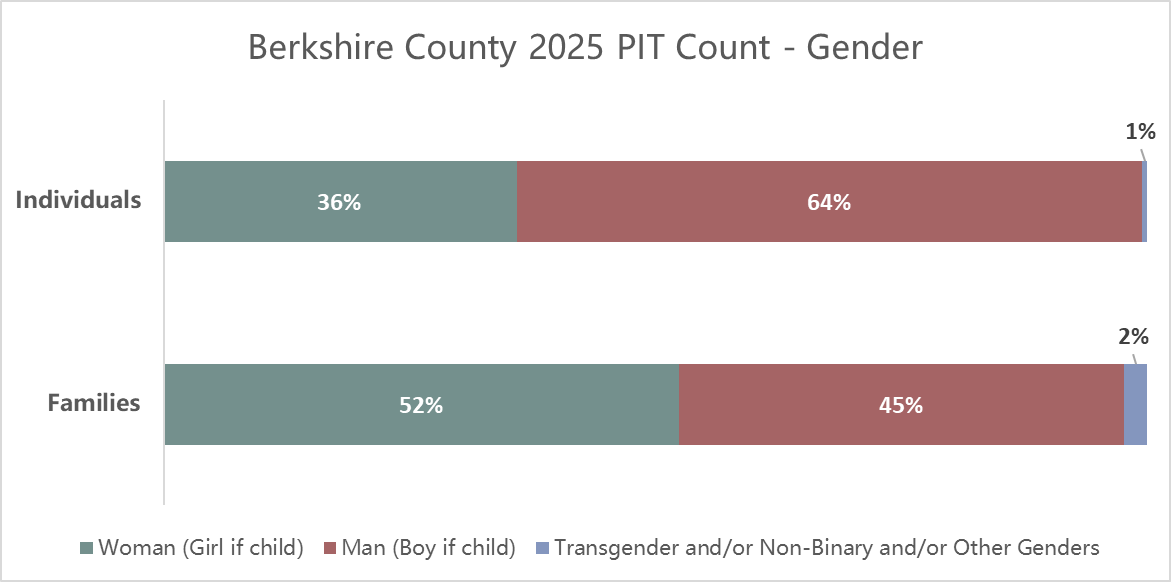 Berkshire County 2025 PIT Count - Gender
1%
Individuals
36%
64%
2%
Families
52%
45%
Woman (Girl if child)
Man (Boy if child)
Transgender and/or Non-Binary and/or Other Genders